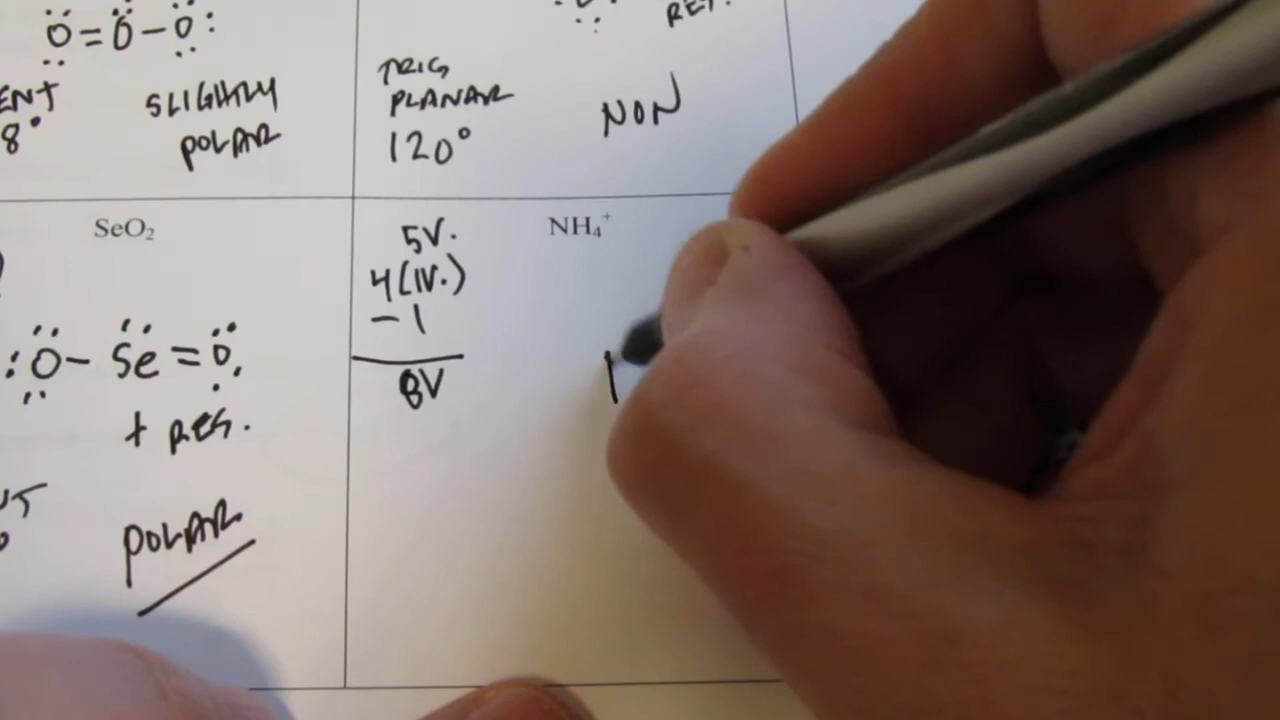 O=O-O:
ENT
8°
SLIGHTLY
POLAR
TRIG
PLANAR
120°
NON
SeO₂
:O-Se=O:
+ RES.
POLAR
5V.
4(1V.)
-1
8V
NH₄⁺